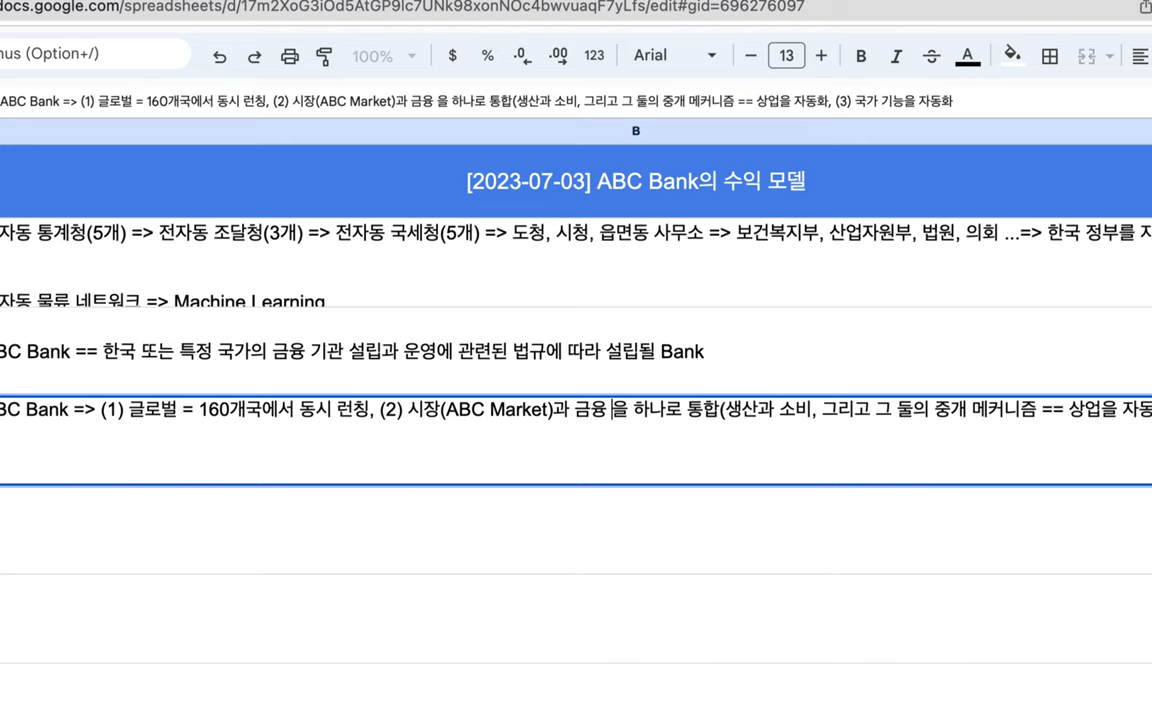 docs.google.com/spreadsheets/d/17m2XoG3iOd5AtGP9lc7UNk98xonNOc4bwvuaqF7yLfs/edit#gid=696276097
nus (Option+/) 100% $ % .0 .00 123 Arial 13 B I A
ABC Bank => (1) 글로벌 = 160개국에서 동시 런칭, (2) 시장(ABC Market)과 금융 을 하나로 통합(생산과 소비, 그리고 그 둘의 중개 메커니즘 == 상업을 자동화, (3) 국가 기능을 자동화
B
[2023-07-03] ABC Bank의 수익 모델
자동 통계청(5개) => 전자동 조달청(3개) => 전자동 국세청(5개) => 도청, 시청, 읍면동 사무소 => 보건복지부, 산업자원부, 법원, 의회 ...=> 한국 정부를
자동 물류 네트워크 => Machine Learning
BC Bank == 한국 또는 특정 국가의 금융 기관 설립과 운영에 관련된 법규에 따라 설립될 Bank
BC Bank => (1) 글로벌 = 160개국에서 동시 런칭, (2) 시장(ABC Market)과 금융 을 하나로 통합(생산과 소비, 그리고 그 둘의 중개 메커니즘 == 상업을 자동